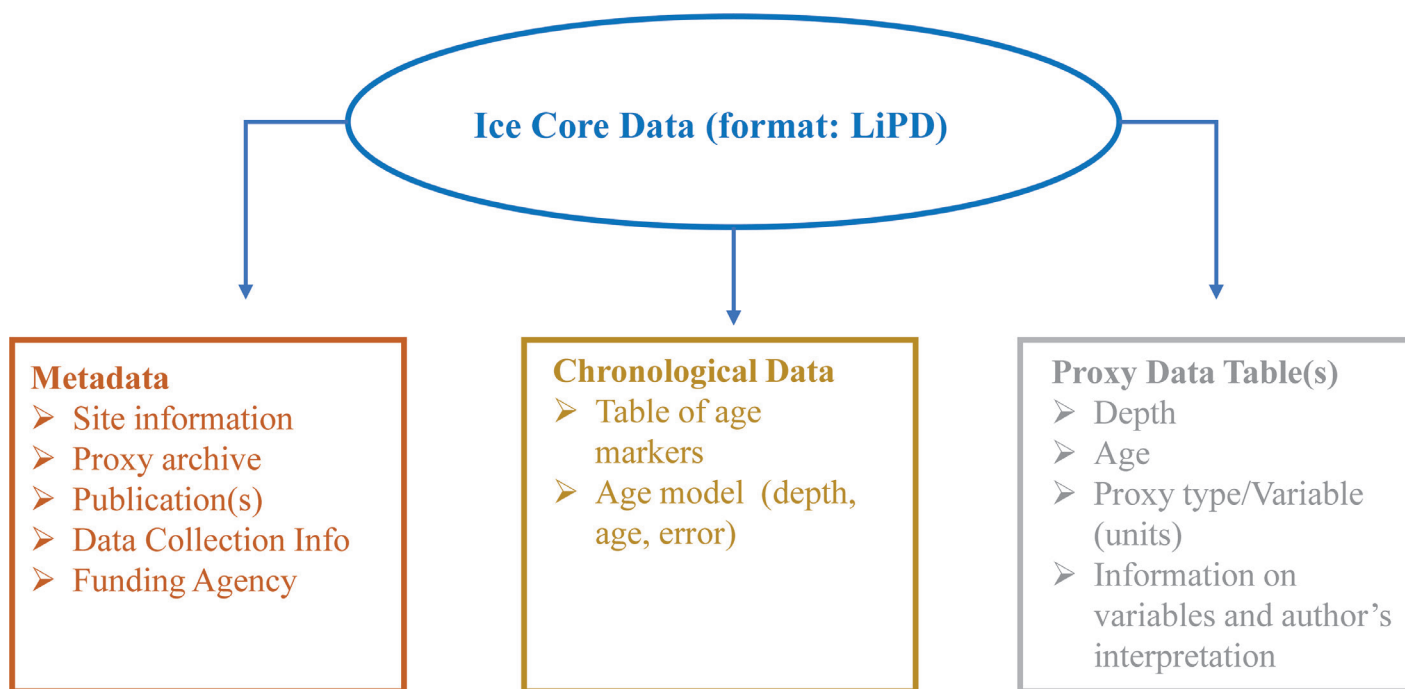 Ice Core Data (format: LiPD)
Metadata
➢ Site information
➢ Proxy archive
➢ Publication(s)
➢ Data Collection Info
➢ Funding Agency
Chronological Data
➢ Table of age
markers
➢ Age model (depth,
age, error)
Proxy Data Table(s)
➢ Depth
➢ Age
➢ Proxy type/Variable
(units)
➢ Information on
variables and author’s
interpretation